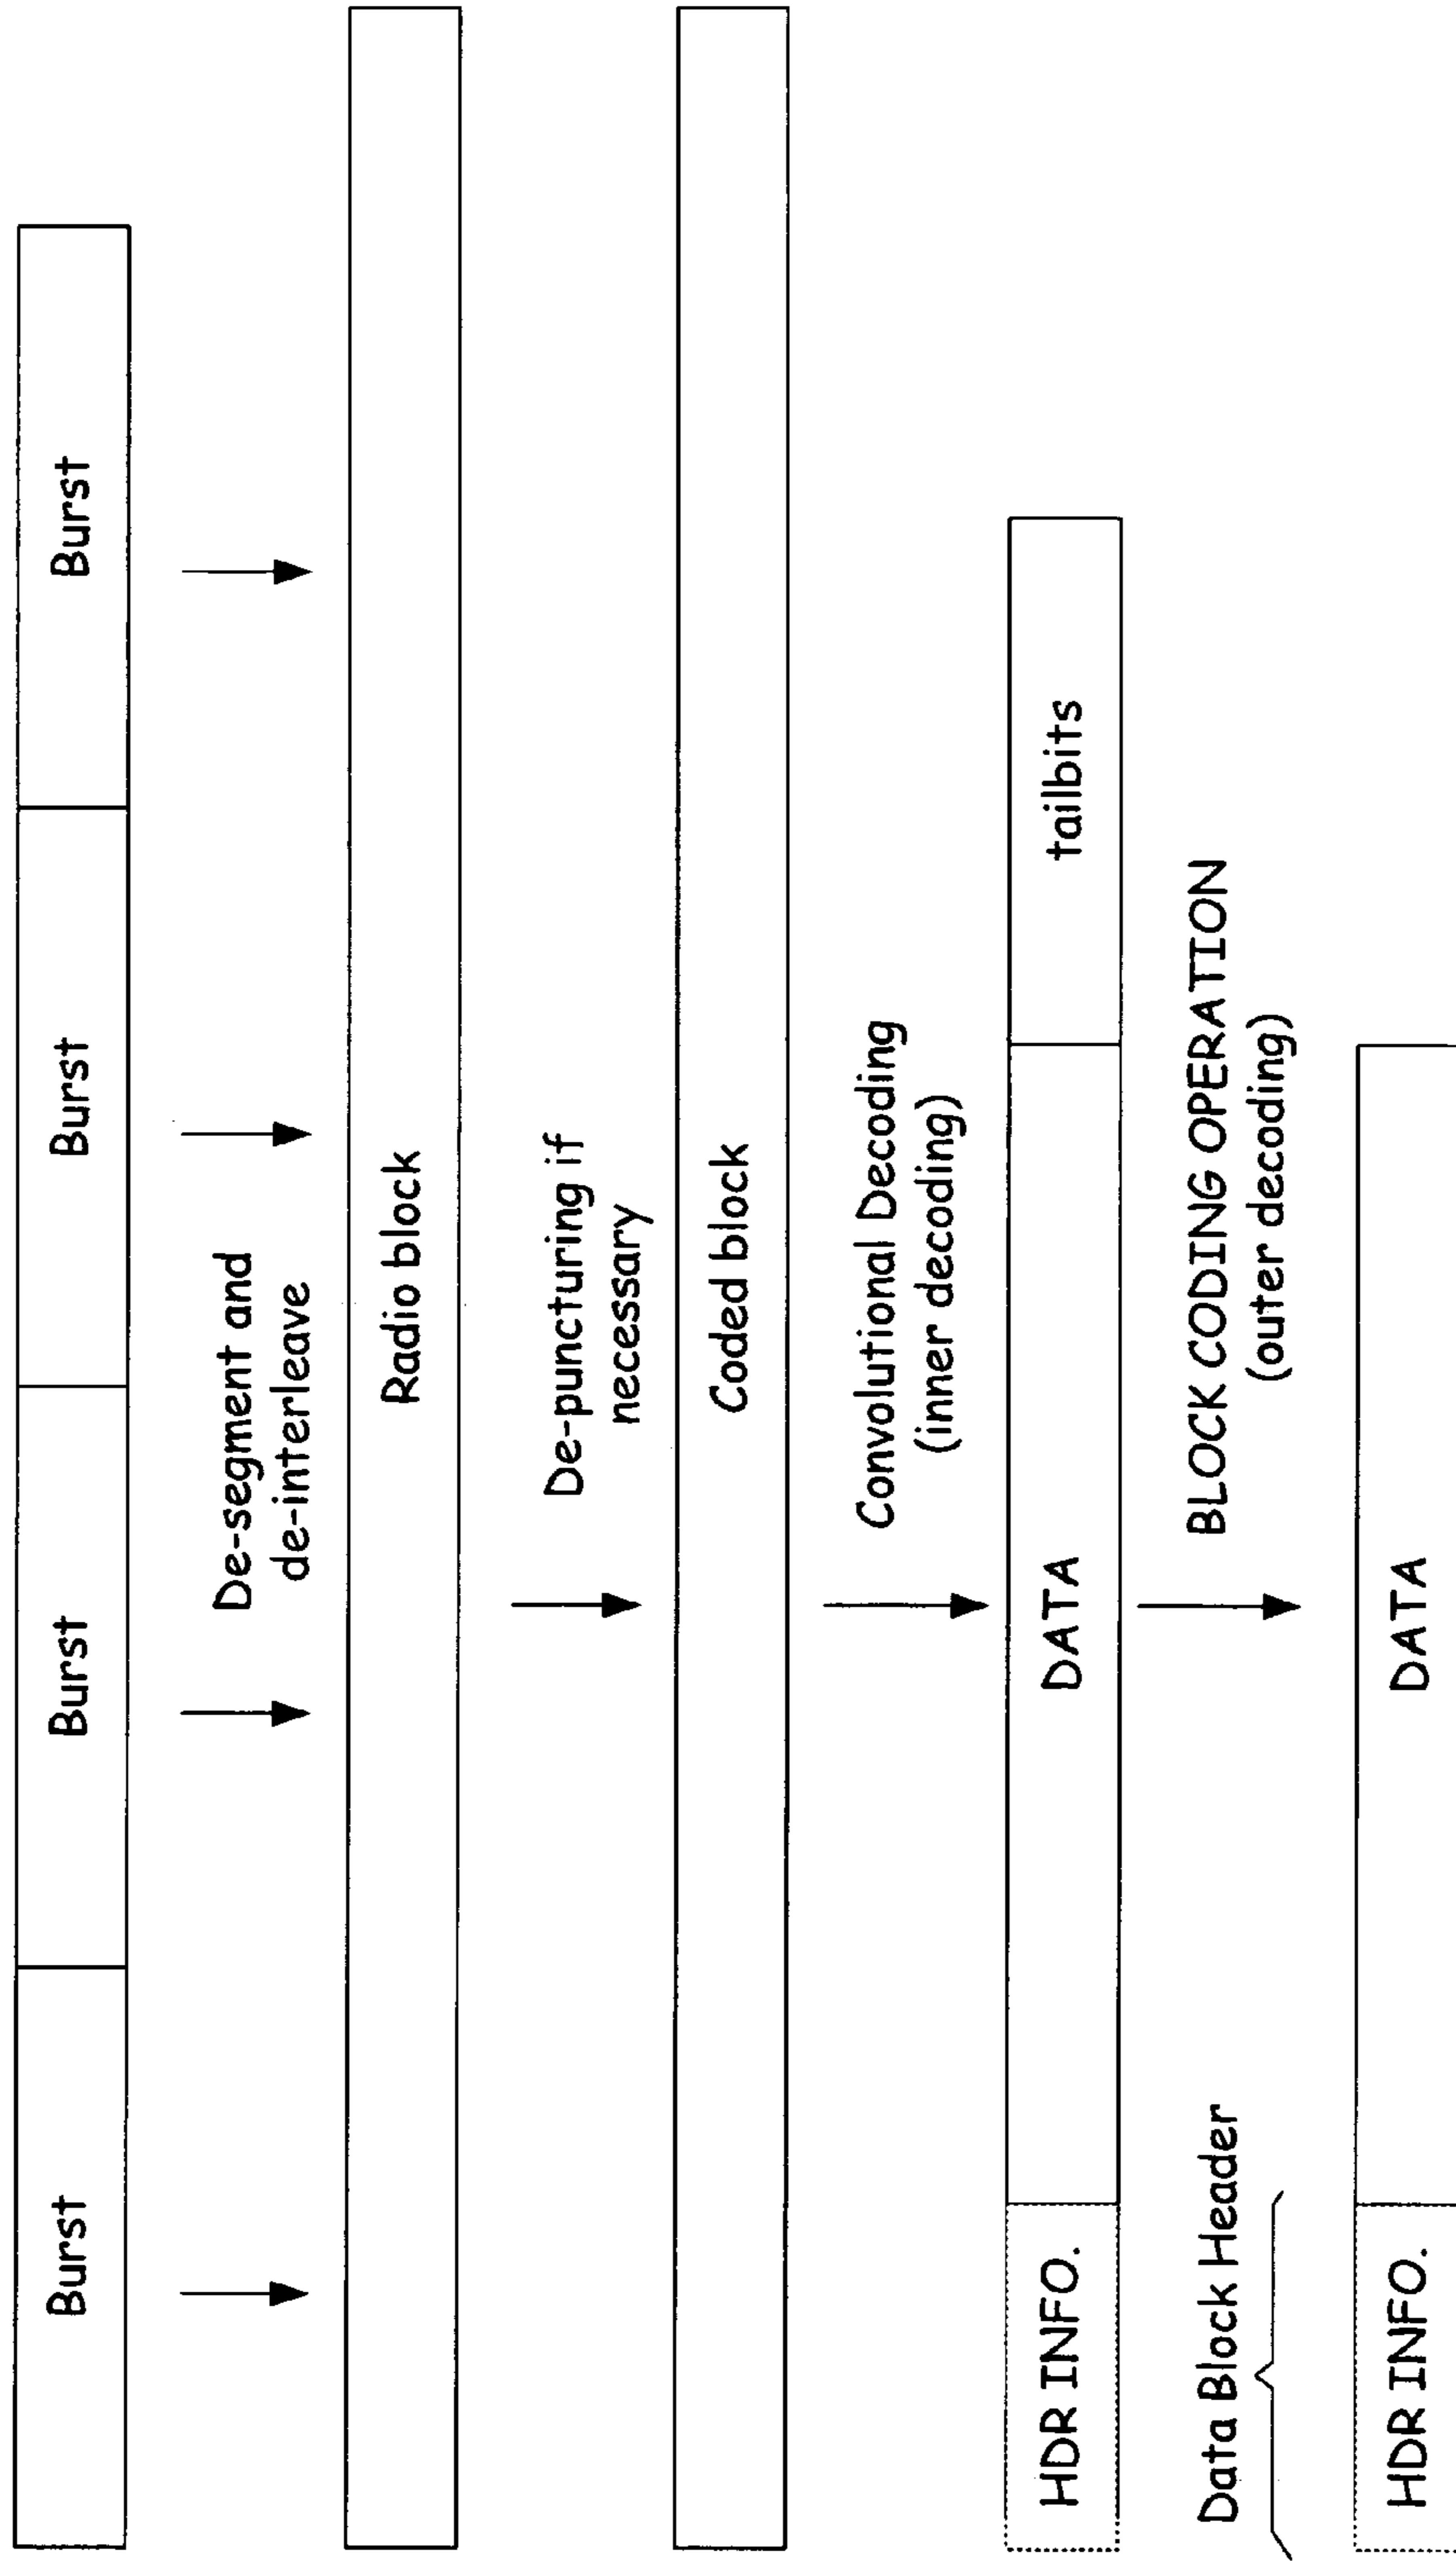 Burst Burst Burst Burst
De-segment and
de-interleave
Radio block
De-puncturing if
necessary
Coded block
Convolutional Decoding
(inner decoding)
HDR INFO. DATA tailbits
Data Block Header
BLOCK CODING OPERATION
(outer decoding)
HDR INFO. DATA